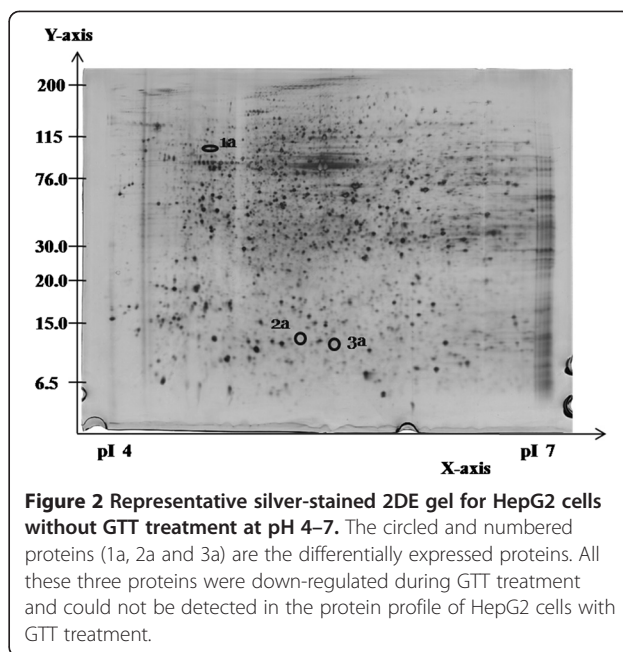 Y-axis
200
115
1a
76.0
30.0
20.0
15.0
2a
3a
6.5
pI 4
pI 7
X-axis
Figure 2 Representative silver-stained 2DE gel for HepG2 cells
without GTT treatment at pH 4–7. The circled and numbered
proteins (1a, 2a and 3a) are the differentially expressed proteins. All
these three proteins were down-regulated during GTT treatment
and could not be detected in the protein profile of HepG2 cells with
GTT treatment.